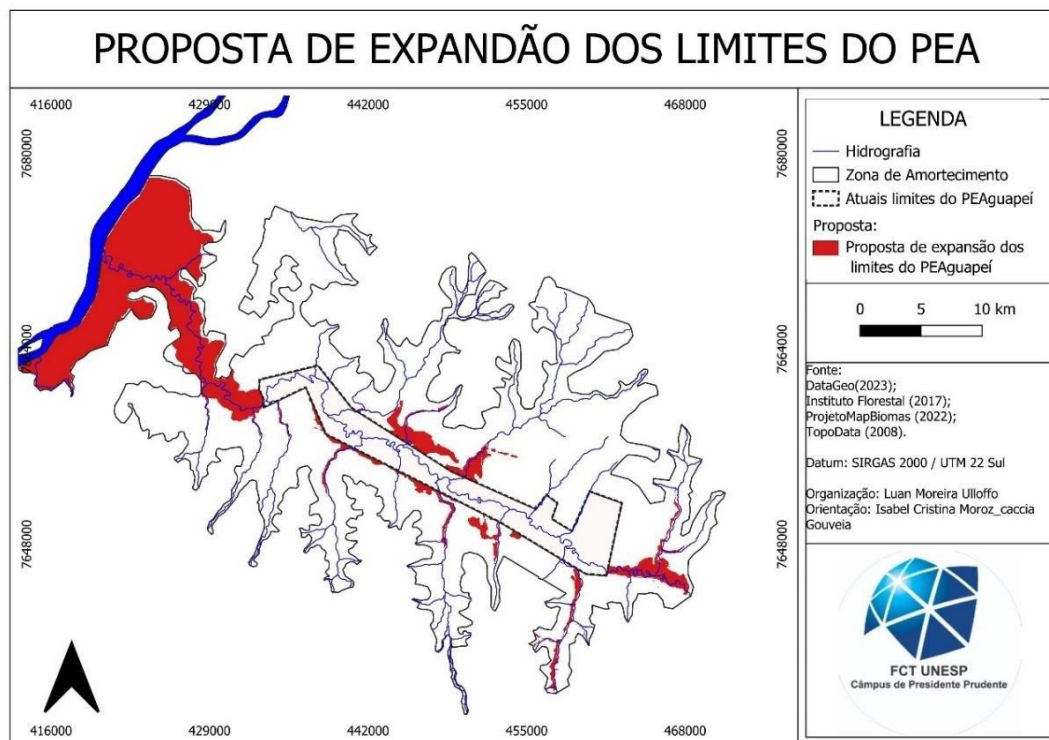 PROPOSTA DE EXPANDÃO DOS LIMITES DO PEA
416000 429000 442000 455000 468000
7680000 7680000
7664000
7648000 7648000
416000 429000 442000 455000 468000
LEGENDA
Hidrografia
Zona de Amortecimento
Atuais limites do PEAguapeí
Proposta:
Proposta de expansão dos
limites do PEAguapeí
0 5 10 km
Fonte:
DataGeo(2023);
Instituto Florestal (2017);
ProjetoMapBiomas (2022);
TopoData (2008).
Datum: SIRGAS 2000 / UTM 22 Sul
Organização: Luan Moreira Ulloffo
Orientação: Isabel Cristina Moroz_caccia
Gouveia
FCT UNESP
Câmpus de Presidente Prudente